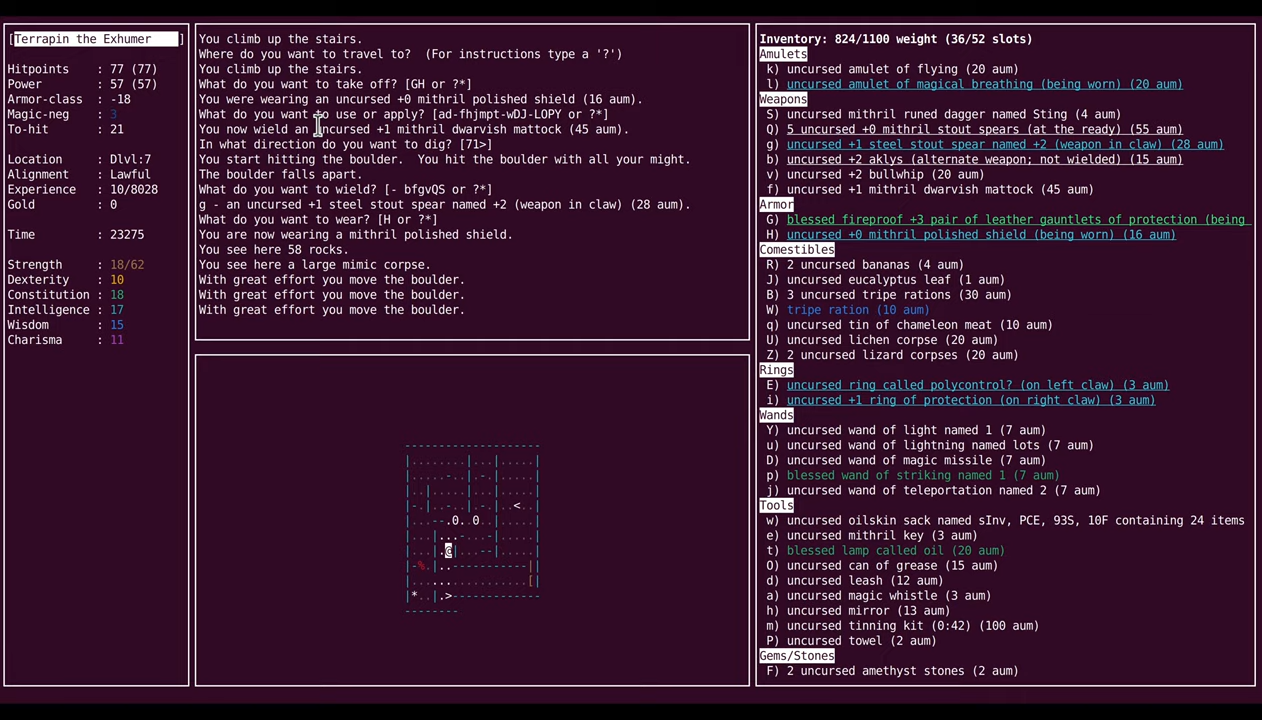 [Terrapin the Exhumer ]
Hitpoints : 77 (77)
Power : 57 (57)
Armor-class : -18
Magic-neg : 3
To-hit : 21
Location : Dlvl:7
Alignment : Lawful
Experience : 10/8028
Gold : 0
Time : 23275
Strength : 18/62
Dexterity : 10
Constitution : 18
Intelligence : 17
Wisdom : 15
Charisma : 11
You climb up the stairs.
Where do you want to travel to? (For instructions type a '?')
You climb up the stairs.
What do you want to take off? [GH or ?*]
You were wearing an uncursed +0 mithril polished shield (16 aum).
What do you want to use or apply? [ad-fhjmpt-wDJ-LOPY or ?*]
You now wield an uncursed +1 mithril dwarvish mattock (45 aum).
In what direction do you want to dig? [71>]
You start hitting the boulder. You hit the boulder with all your might.
The boulder falls apart.
What do you want to wield? [- bfgvQS or ?*]
g - an uncursed +1 steel stout spear named +2 (weapon in claw) (28 aum).
What do you want to wear? [H or ?*]
You are now wearing a mithril polished shield.
You see here 58 rocks.
You see here a large mimic corpse.
With great effort you move the boulder.
With great effort you move the boulder.
With great effort you move the boulder.
--------------------
|........|...|.....|
|.....-..|.-.|.....|
|..|.....|...|.....|
|-.|..-..|.-.|..<..|
|...--.0..0..|.....|
|...|...-...-|.....|
|...|.@|...--|.....|
|-%.|..-----------||
|.................[|
|*..|.>-------------
--------
Inventory: 824/1100 weight (36/52 slots)
Amulets
k) uncursed amulet of flying (20 aum)
l) uncursed amulet of magical breathing (being worn) (20 aum)
Weapons
S) uncursed mithril runed dagger named Sting (4 aum)
Q) 5 uncursed +0 mithril stout spears (at the ready) (55 aum)
g) uncursed +1 steel stout spear named +2 (weapon in claw) (28 aum)
b) uncursed +2 aklys (alternate weapon; not wielded) (15 aum)
v) uncursed +2 bullwhip (20 aum)
f) uncursed +1 mithril dwarvish mattock (45 aum)
Armor
G) blessed fireproof +3 pair of leather gauntlets of protection (being
H) uncursed +0 mithril polished shield (being worn) (16 aum)
Comestibles
R) 2 uncursed bananas (4 aum)
J) uncursed eucalyptus leaf (1 aum)
B) 3 uncursed tripe rations (30 aum)
W) tripe ration (10 aum)
q) uncursed tin of chameleon meat (10 aum)
U) uncursed lichen corpse (20 aum)
Z) 2 uncursed lizard corpses (20 aum)
Rings
E) uncursed ring called polycontrol? (on left claw) (3 aum)
i) uncursed +1 ring of protection (on right claw) (3 aum)
Wands
Y) uncursed wand of light named 1 (7 aum)
u) uncursed wand of lightning named lots (7 aum)
D) uncursed wand of magic missile (7 aum)
p) blessed wand of striking named 1 (7 aum)
j) uncursed wand of teleportation named 2 (7 aum)
Tools
w) uncursed oilskin sack named sInv, PCE, 93S, 10F containing 24 items
e) uncursed mithril key (3 aum)
t) blessed lamp called oil (20 aum)
O) uncursed can of grease (15 aum)
d) uncursed leash (12 aum)
a) uncursed magic whistle (3 aum)
h) uncursed mirror (13 aum)
m) uncursed tinning kit (0:42) (100 aum)
P) uncursed towel (2 aum)
Gems/Stones
F) 2 uncursed amethyst stones (2 aum)